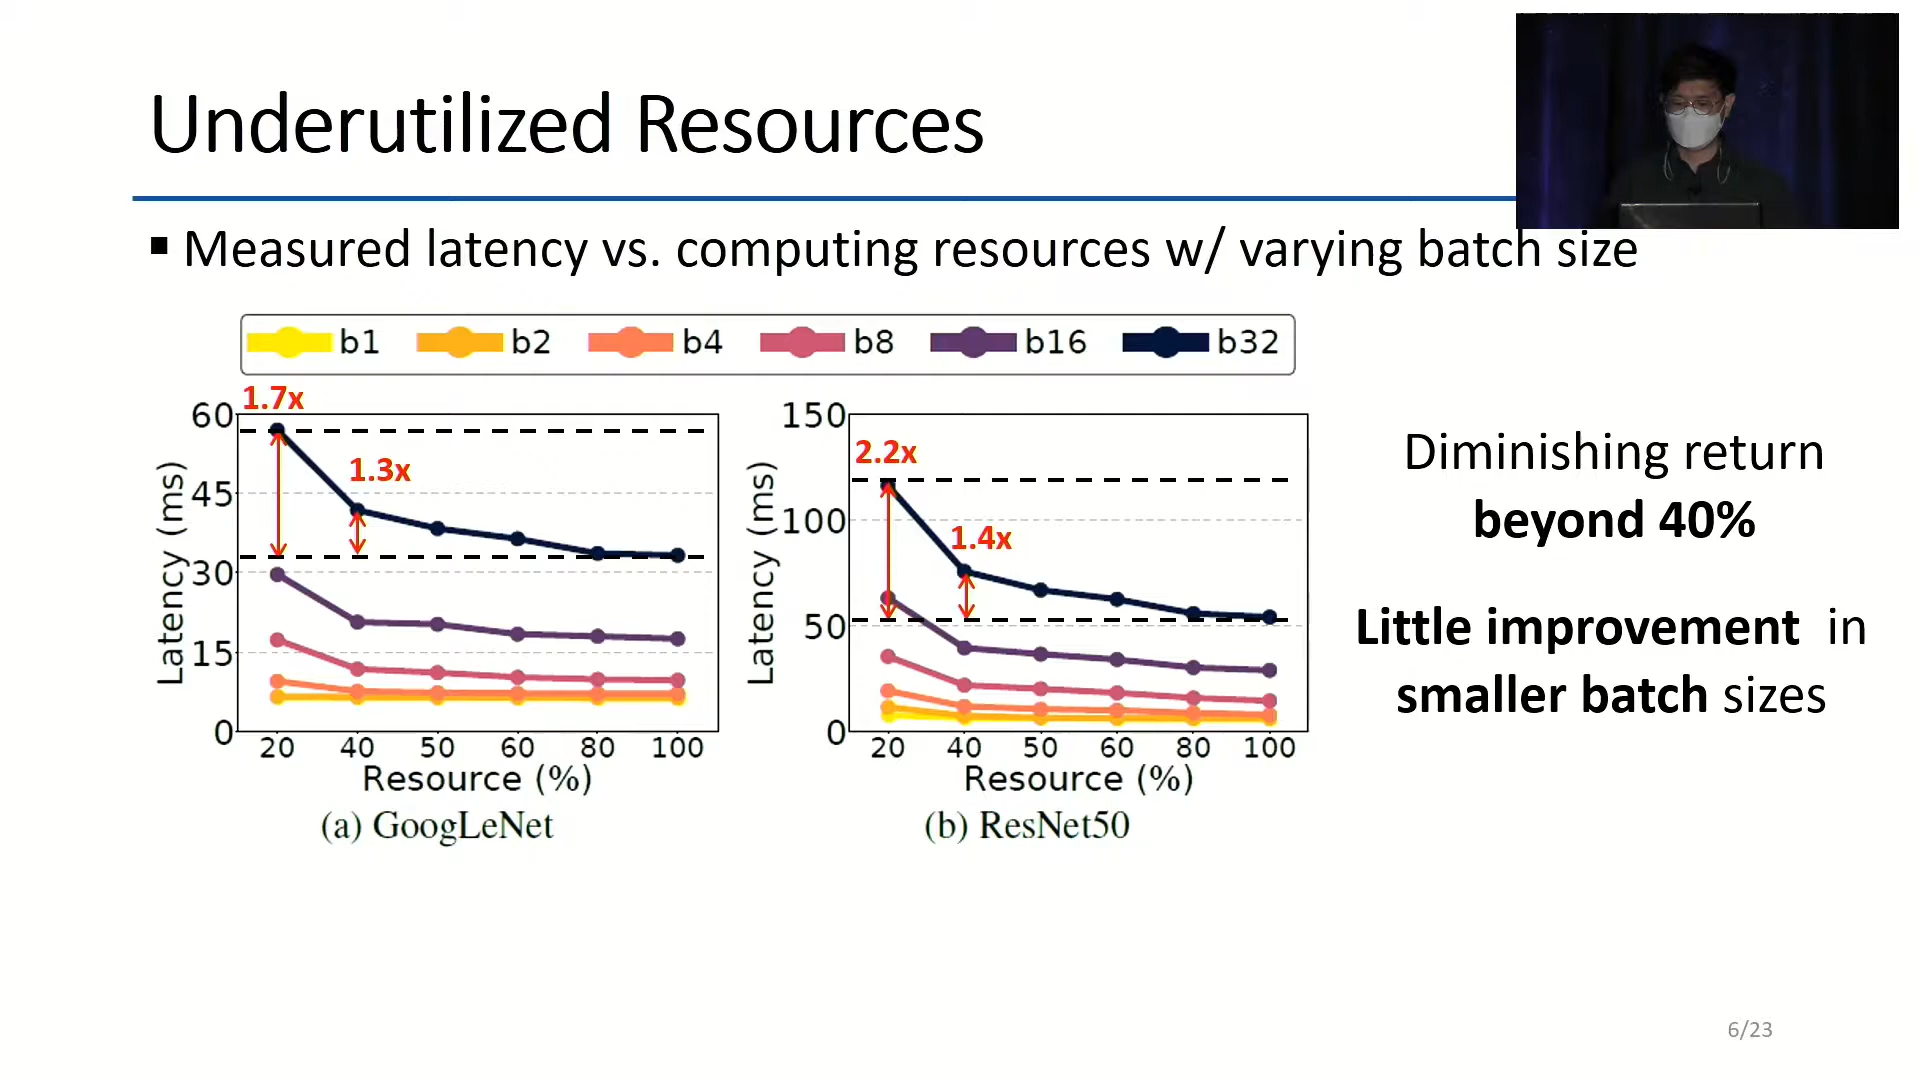 Underutilized Resources
▪ Measured latency vs. computing resources w/ varying batch size
b1 b2 b4 b8 b16 b32
1.7x
1.3x
60
45
30
15
0
Latency (ms)
20 40 50 60 80 100
Resource (%)
(a) GoogLeNet
2.2x
1.4x
150
100
50
0
Latency (ms)
20 40 50 60 80 100
Resource (%)
(b) ResNet50
Diminishing return
beyond 40%
Little improvement in
smaller batch sizes
6/23